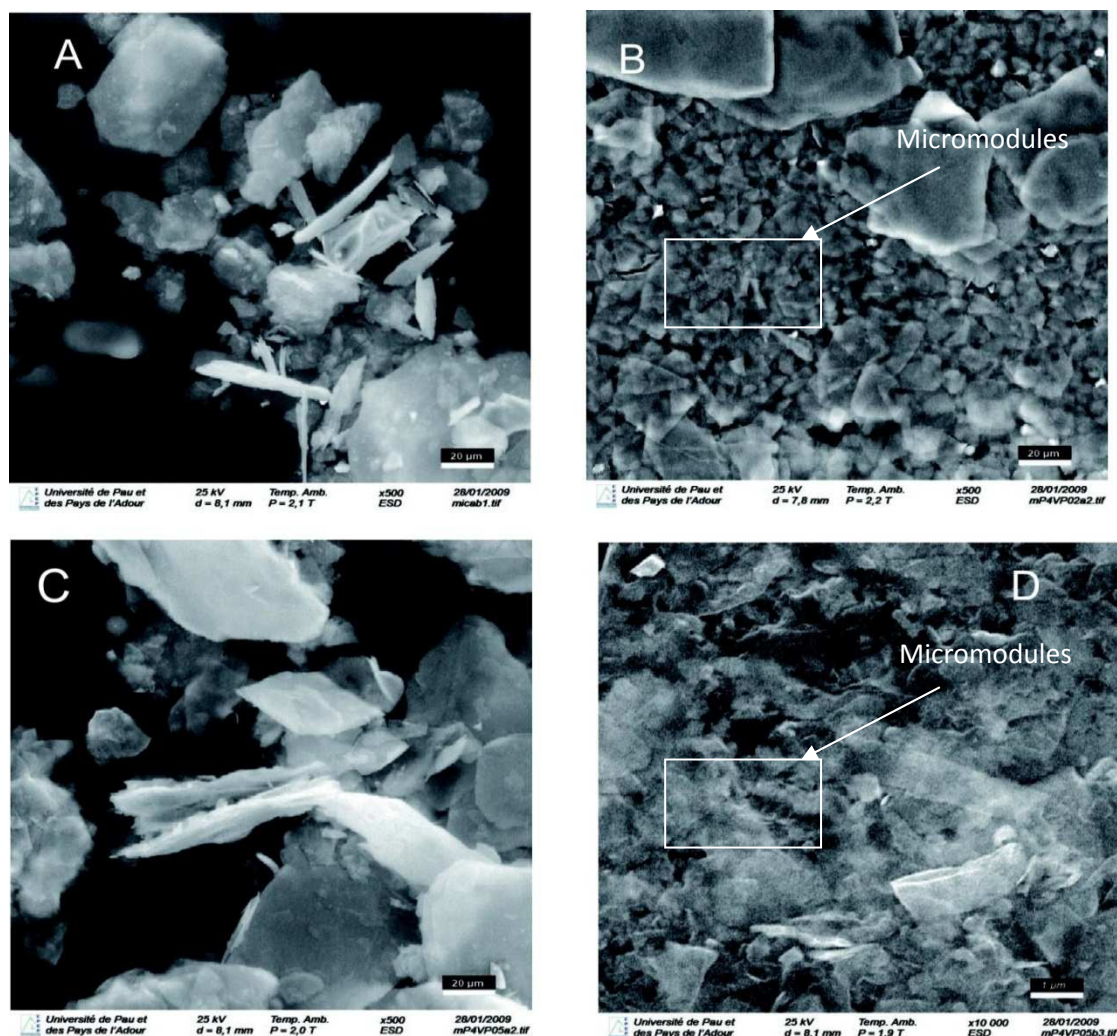 A
20 µm
Université de Pau et
des Pays de l'Adour
25 kV
d = 8,1 mm
Temp. Amb.
P = 2,1 T
x500
ESD
28/01/2009
micab1.tif
B
Micromodules
20 µm
Université de Pau et
des Pays de l'Adour
25 kV
d = 7,8 mm
Temp. Amb.
P = 2,2 T
x500
ESD
28/01/2009
mP4VP02a2.tif
C
20 µm
Université de Pau et
des Pays de l'Adour
25 kV
d = 8,1 mm
Temp. Amb.
P = 2,0 T
x500
ESD
28/01/2009
mP4VP05a2.tif
D
Micromodules
1 µm
Université de Pau et
des Pays de l'Adour
25 kV
d = 8,1 mm
Temp. Amb.
P = 1,9 T
x10 000
ESD
28/01/2009
mP4VP05b3.tif